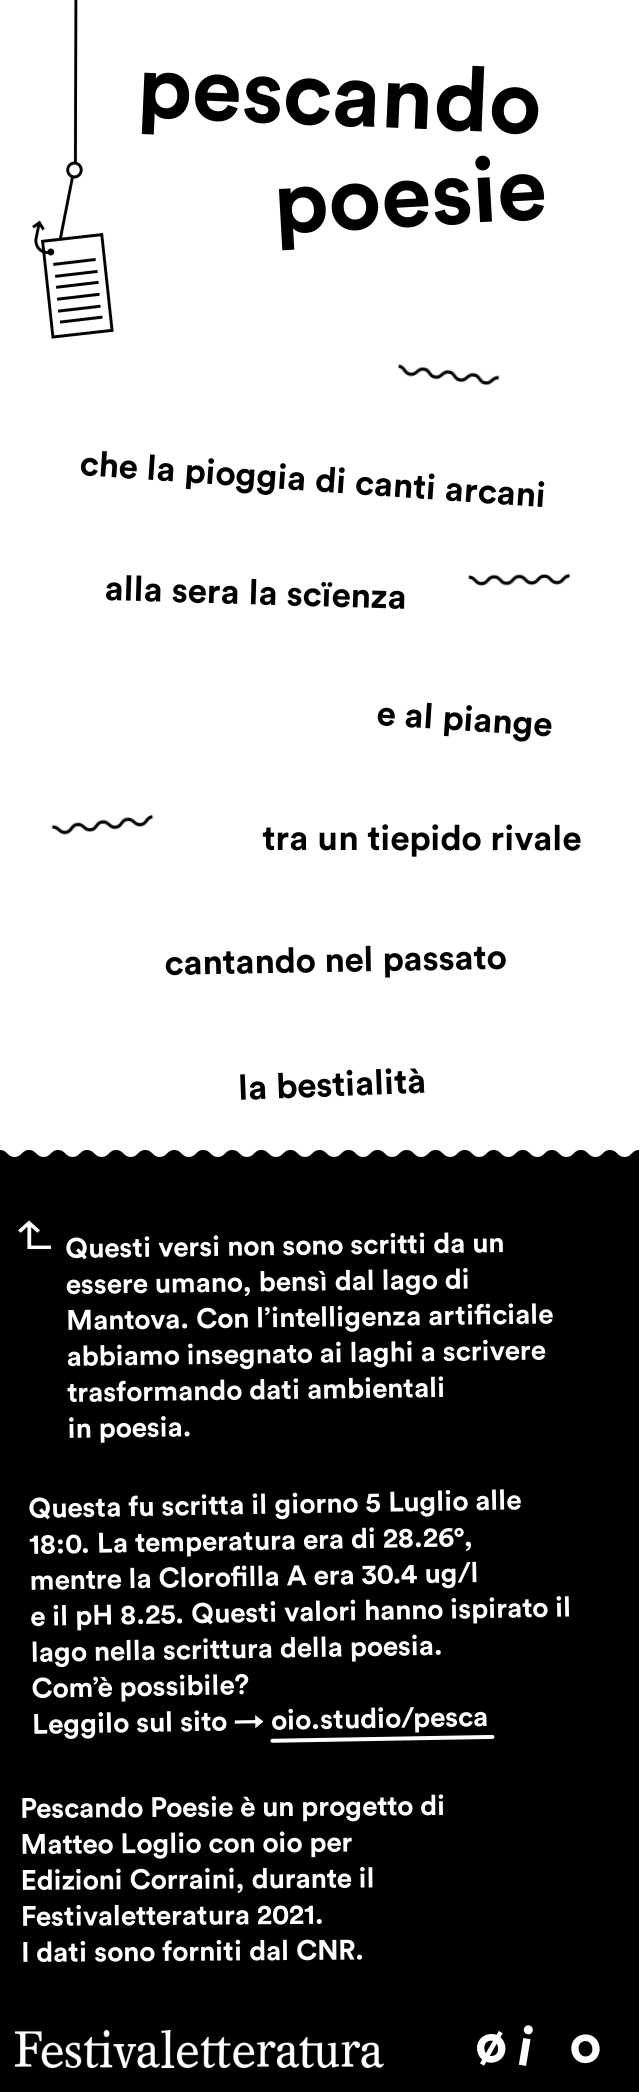 pescando
poesie
che la pioggia di canti arcani
alla sera la scïenza
e al piange
tra un tiepido rivale
cantando nel passato
la bestialità
Questi versi non sono scritti da un
essere umano, bensì dal lago di
Mantova. Con l’intelligenza artificiale
abbiamo insegnato ai laghi a scrivere
trasformando dati ambientali
in poesia.
Questa fu scritta il giorno 5 Luglio alle
18:0. La temperatura era di 28.26°,
mentre la Clorofilla A era 30.4 ug/l
e il pH 8.25. Questi valori hanno ispirato il
lago nella scrittura della poesia.
Com’è possibile?
Leggilo sul sito → oio.studio/pesca
Pescando Poesie è un progetto di
Matteo Loglio con oio per
Edizioni Corraini, durante il
Festivaletteratura 2021.
I dati sono forniti dal CNR.
Festivaletteratura øi o